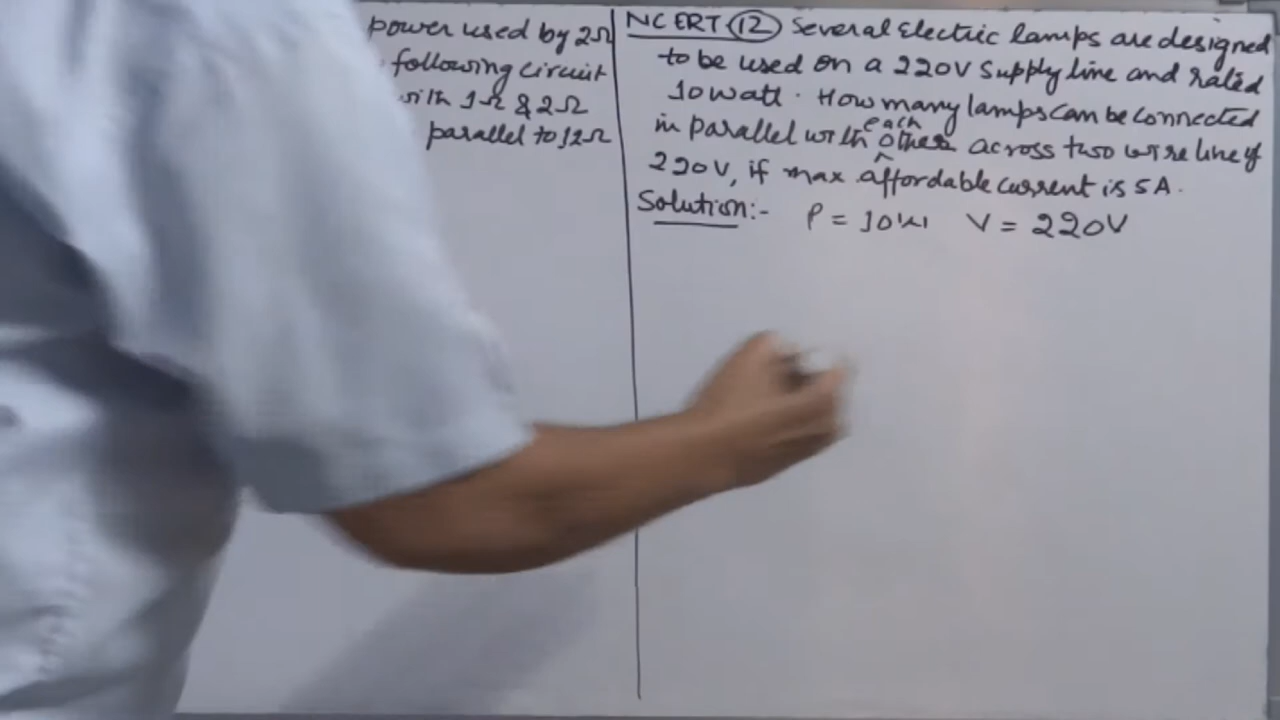 power used by 2Ω
following circuit
with 1Ω & 2Ω
parallel to 12Ω
NCERT 12 Several Electric lamps are designed
to be used on a 220V Supply line and rated
10 watt. How many lamps can be connected
in parallel with each other across two wire line of
220V, if max affordable current is 5A.
Solution:- P = 10W V = 220V